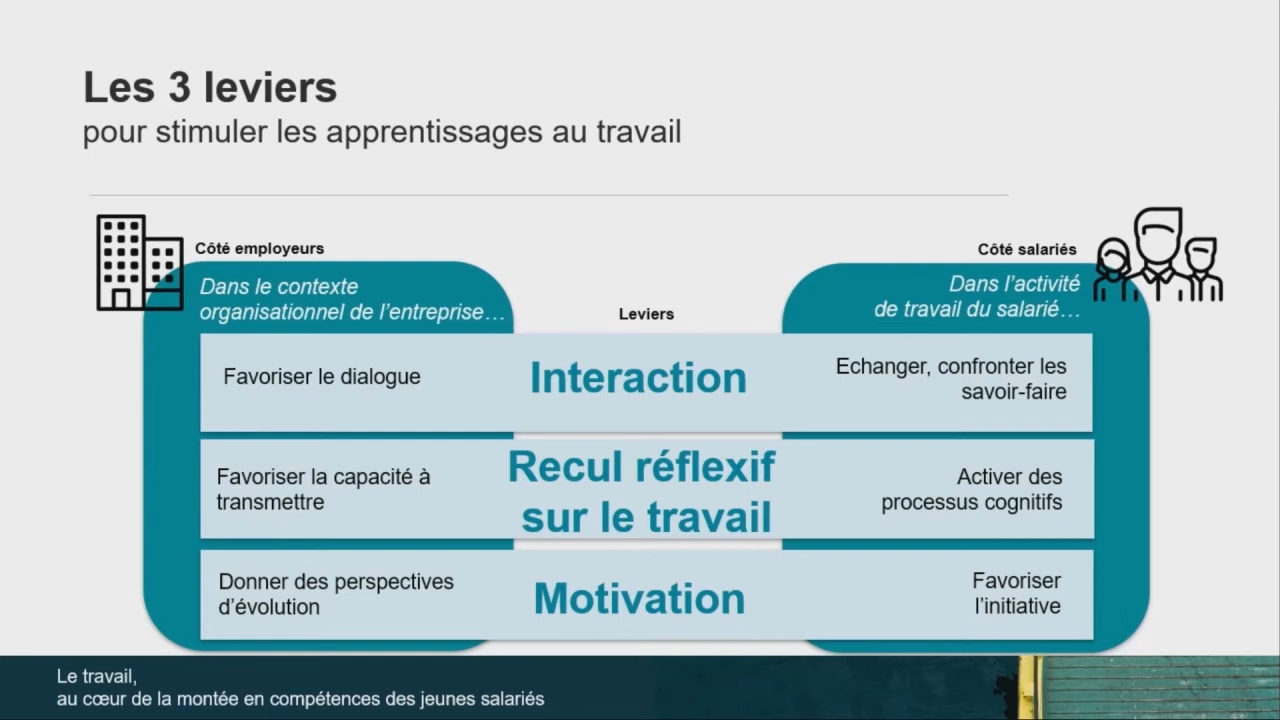 Les 3 leviers
pour stimuler les apprentissages au travail
Côté employeurs
Côté salariés
Dans le contexte
organisationnel de l’entreprise…
Leviers
Dans l’activité
de travail du salarié…
Favoriser le dialogue
Interaction
Echanger, confronter les
savoir-faire
Favoriser la capacité à
transmettre
Recul réflexif
sur le travail
Activer des
processus cognitifs
Donner des perspectives
d’évolution
Motivation
Favoriser
l’initiative
Le travail,
au cœur de la montée en compétences des jeunes salariés